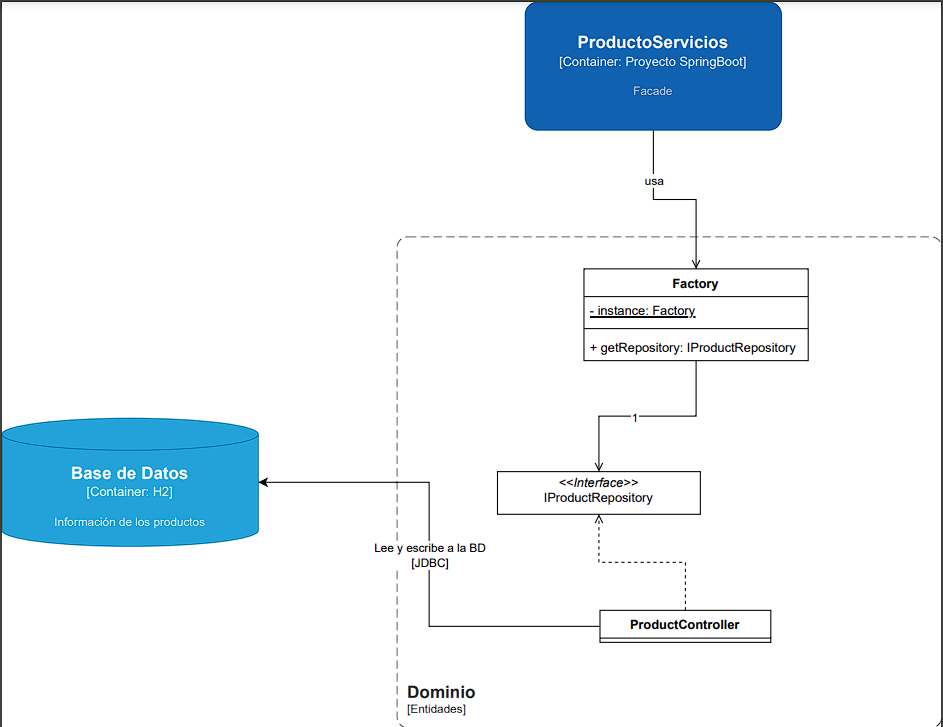 ProductoServicios
[Container: Proyecto SpringBoot]
Facade
usa
Factory
- instance: Factory
+ getRepository: IProductRepository
1
<<Interface>>
IProductRepository
Base de Datos
[Container: H2]
Información de los productos
Lee y escribe a la BD
[JDBC]
ProductController
Dominio
[Entidades]